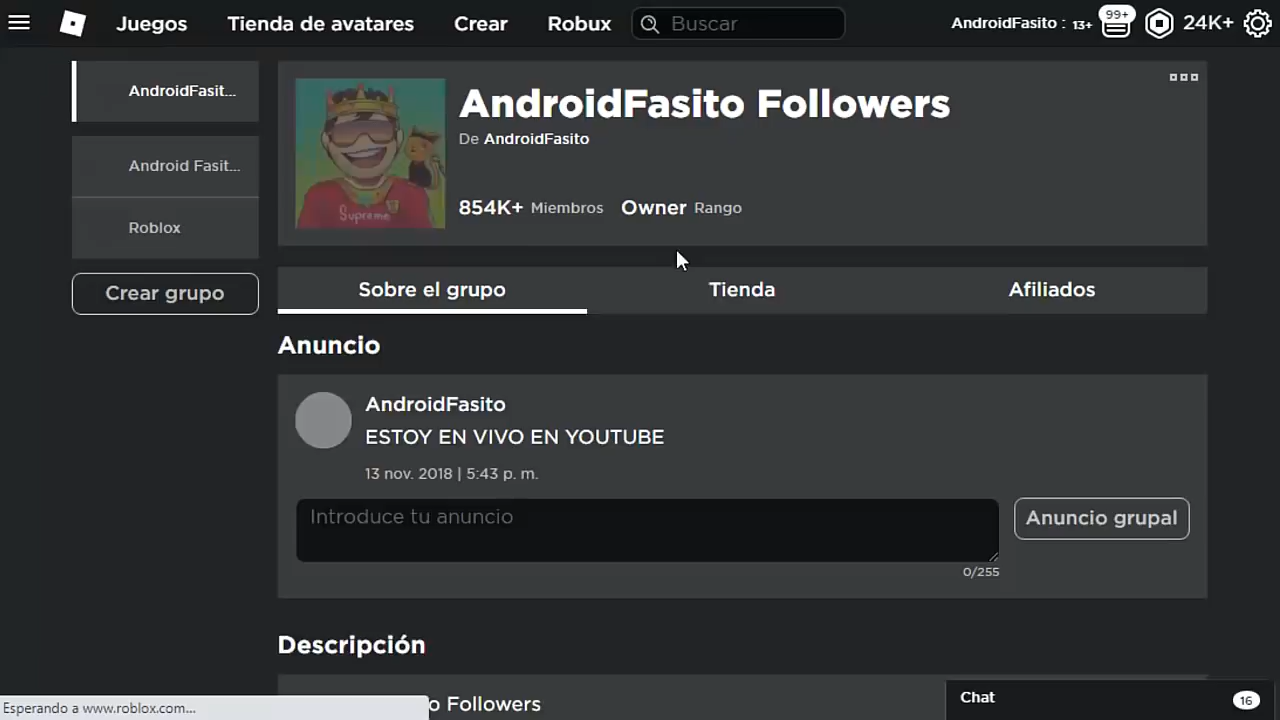 Juegos Tienda de avatares Crear Robux Buscar AndroidFasito : 13+ 99+ 24K+
AndroidFasit...
Android Fasit...
Roblox
Crear grupo
AndroidFasito Followers
De AndroidFasito
854K+ Miembros Owner Rango
Supreme
Sobre el grupo Tienda Afiliados
Anuncio
AndroidFasito
ESTOY EN VIVO EN YOUTUBE
13 nov. 2018 | 5:43 p. m.
Introduce tu anuncio
Anuncio grupal
0/255
Descripción
o Followers
Esperando a www.roblox.com...
Chat 16